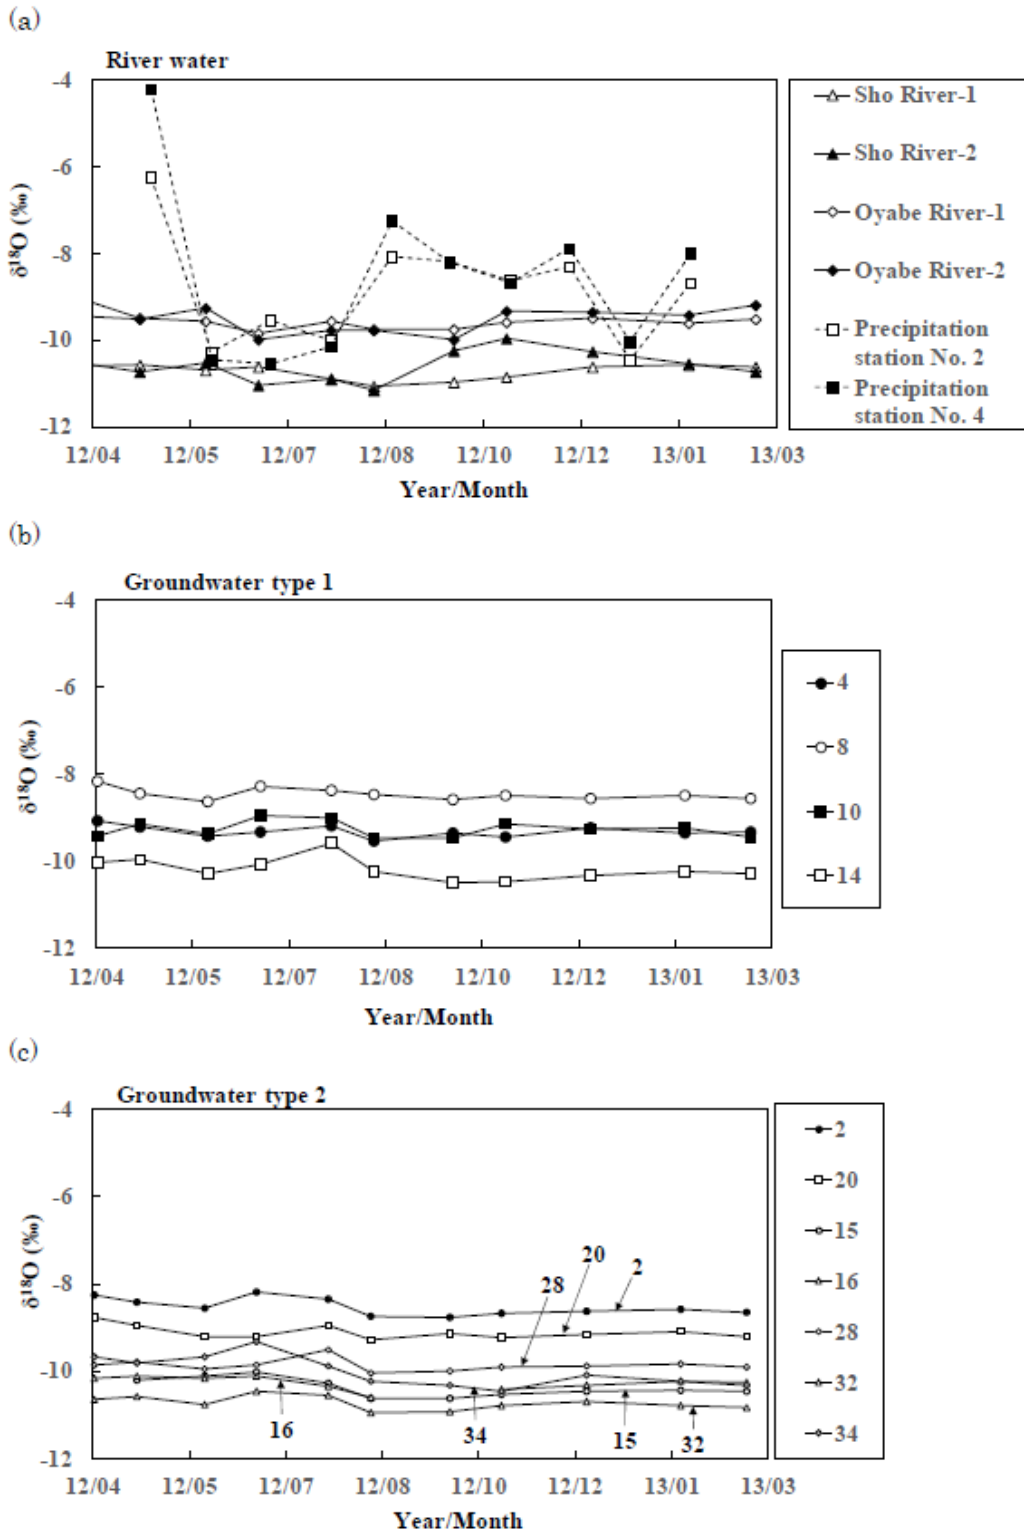 (a)
River water
-4
-6
-8
-10
-12
δ¹⁸O (‰)
12/04 12/05 12/07 12/08 12/10 12/12 13/01 13/03
Year/Month
Sho River-1
Sho River-2
Oyabe River-1
Oyabe River-2
Precipitation
station No. 2
Precipitation
station No. 4
(b)
Groundwater type 1
-4
-6
-8
-10
-12
δ¹⁸O (‰)
12/04 12/05 12/07 12/08 12/10 12/12 13/01 13/03
Year/Month
4
8
10
14
(c)
Groundwater type 2
-4
-6
-8
-10
-12
δ¹⁸O (‰)
20
2
28
16
34
15
32
12/04 12/05 12/07 12/08 12/10 12/12 13/01 13/03
Year/Month
2
20
15
16
28
32
34